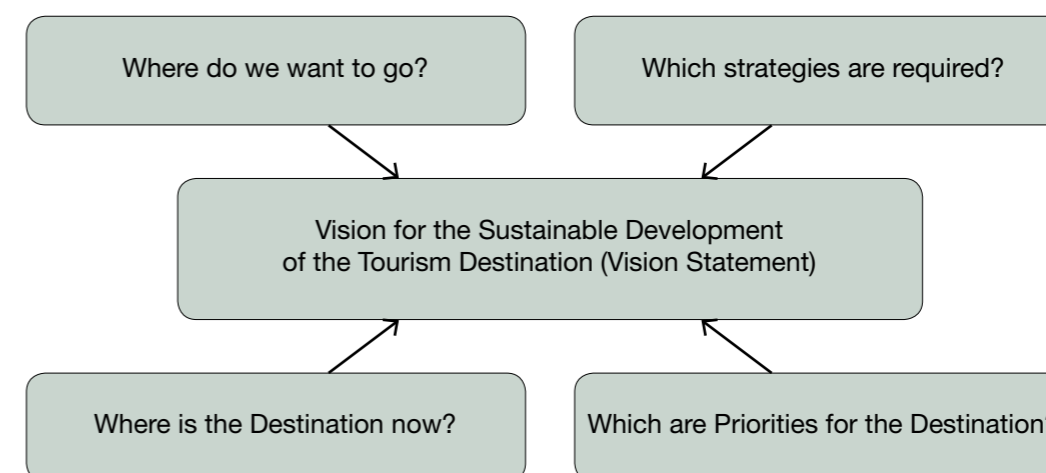 Where do we want to go?
Which strategies are required?
Vision for the Sustainable Development
of the Tourism Destination (Vision Statement)
Where is the Destination now?
Which are Priorities for the Destination?